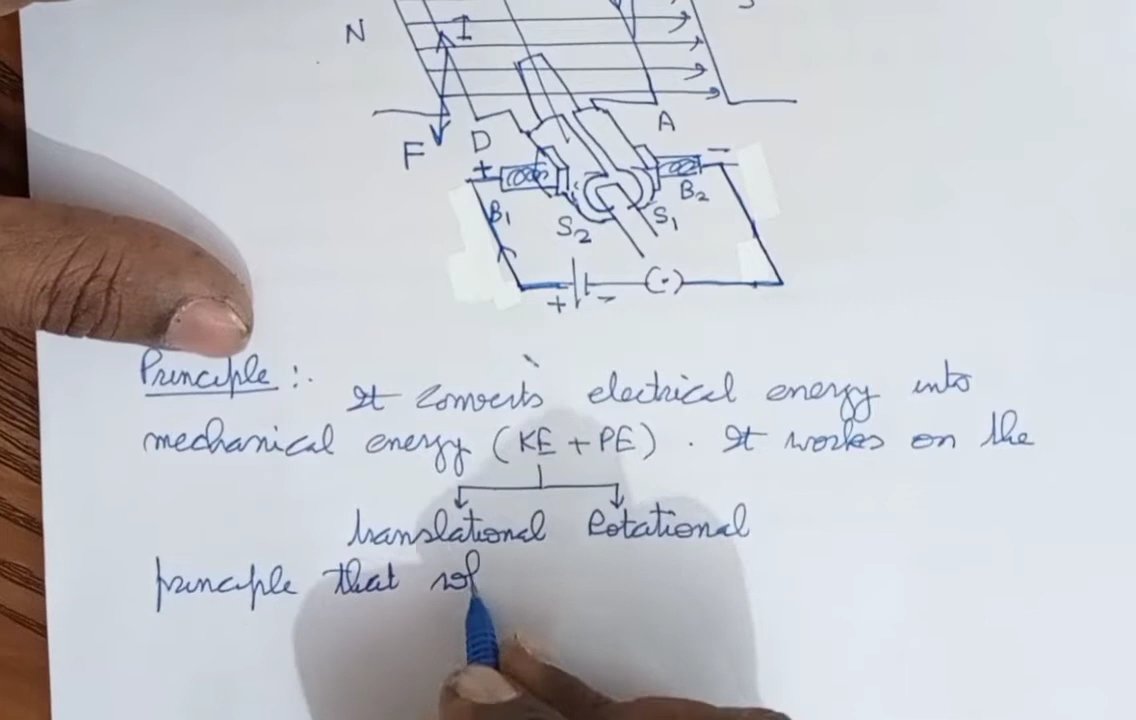 N I
F D A
+ −
B1 S2 S1 B2
+ −
Principle :-
It converts electrical energy into
mechanical energy (KE + PE) . It works on the
translational Rotational
principle that wh